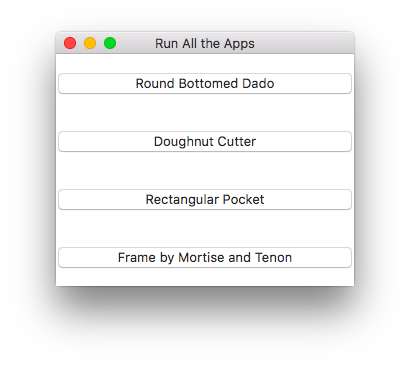 Run All the Apps
Round Bottomed Dado
Doughnut Cutter
Rectangular Pocket
Frame by Mortise and Tenon